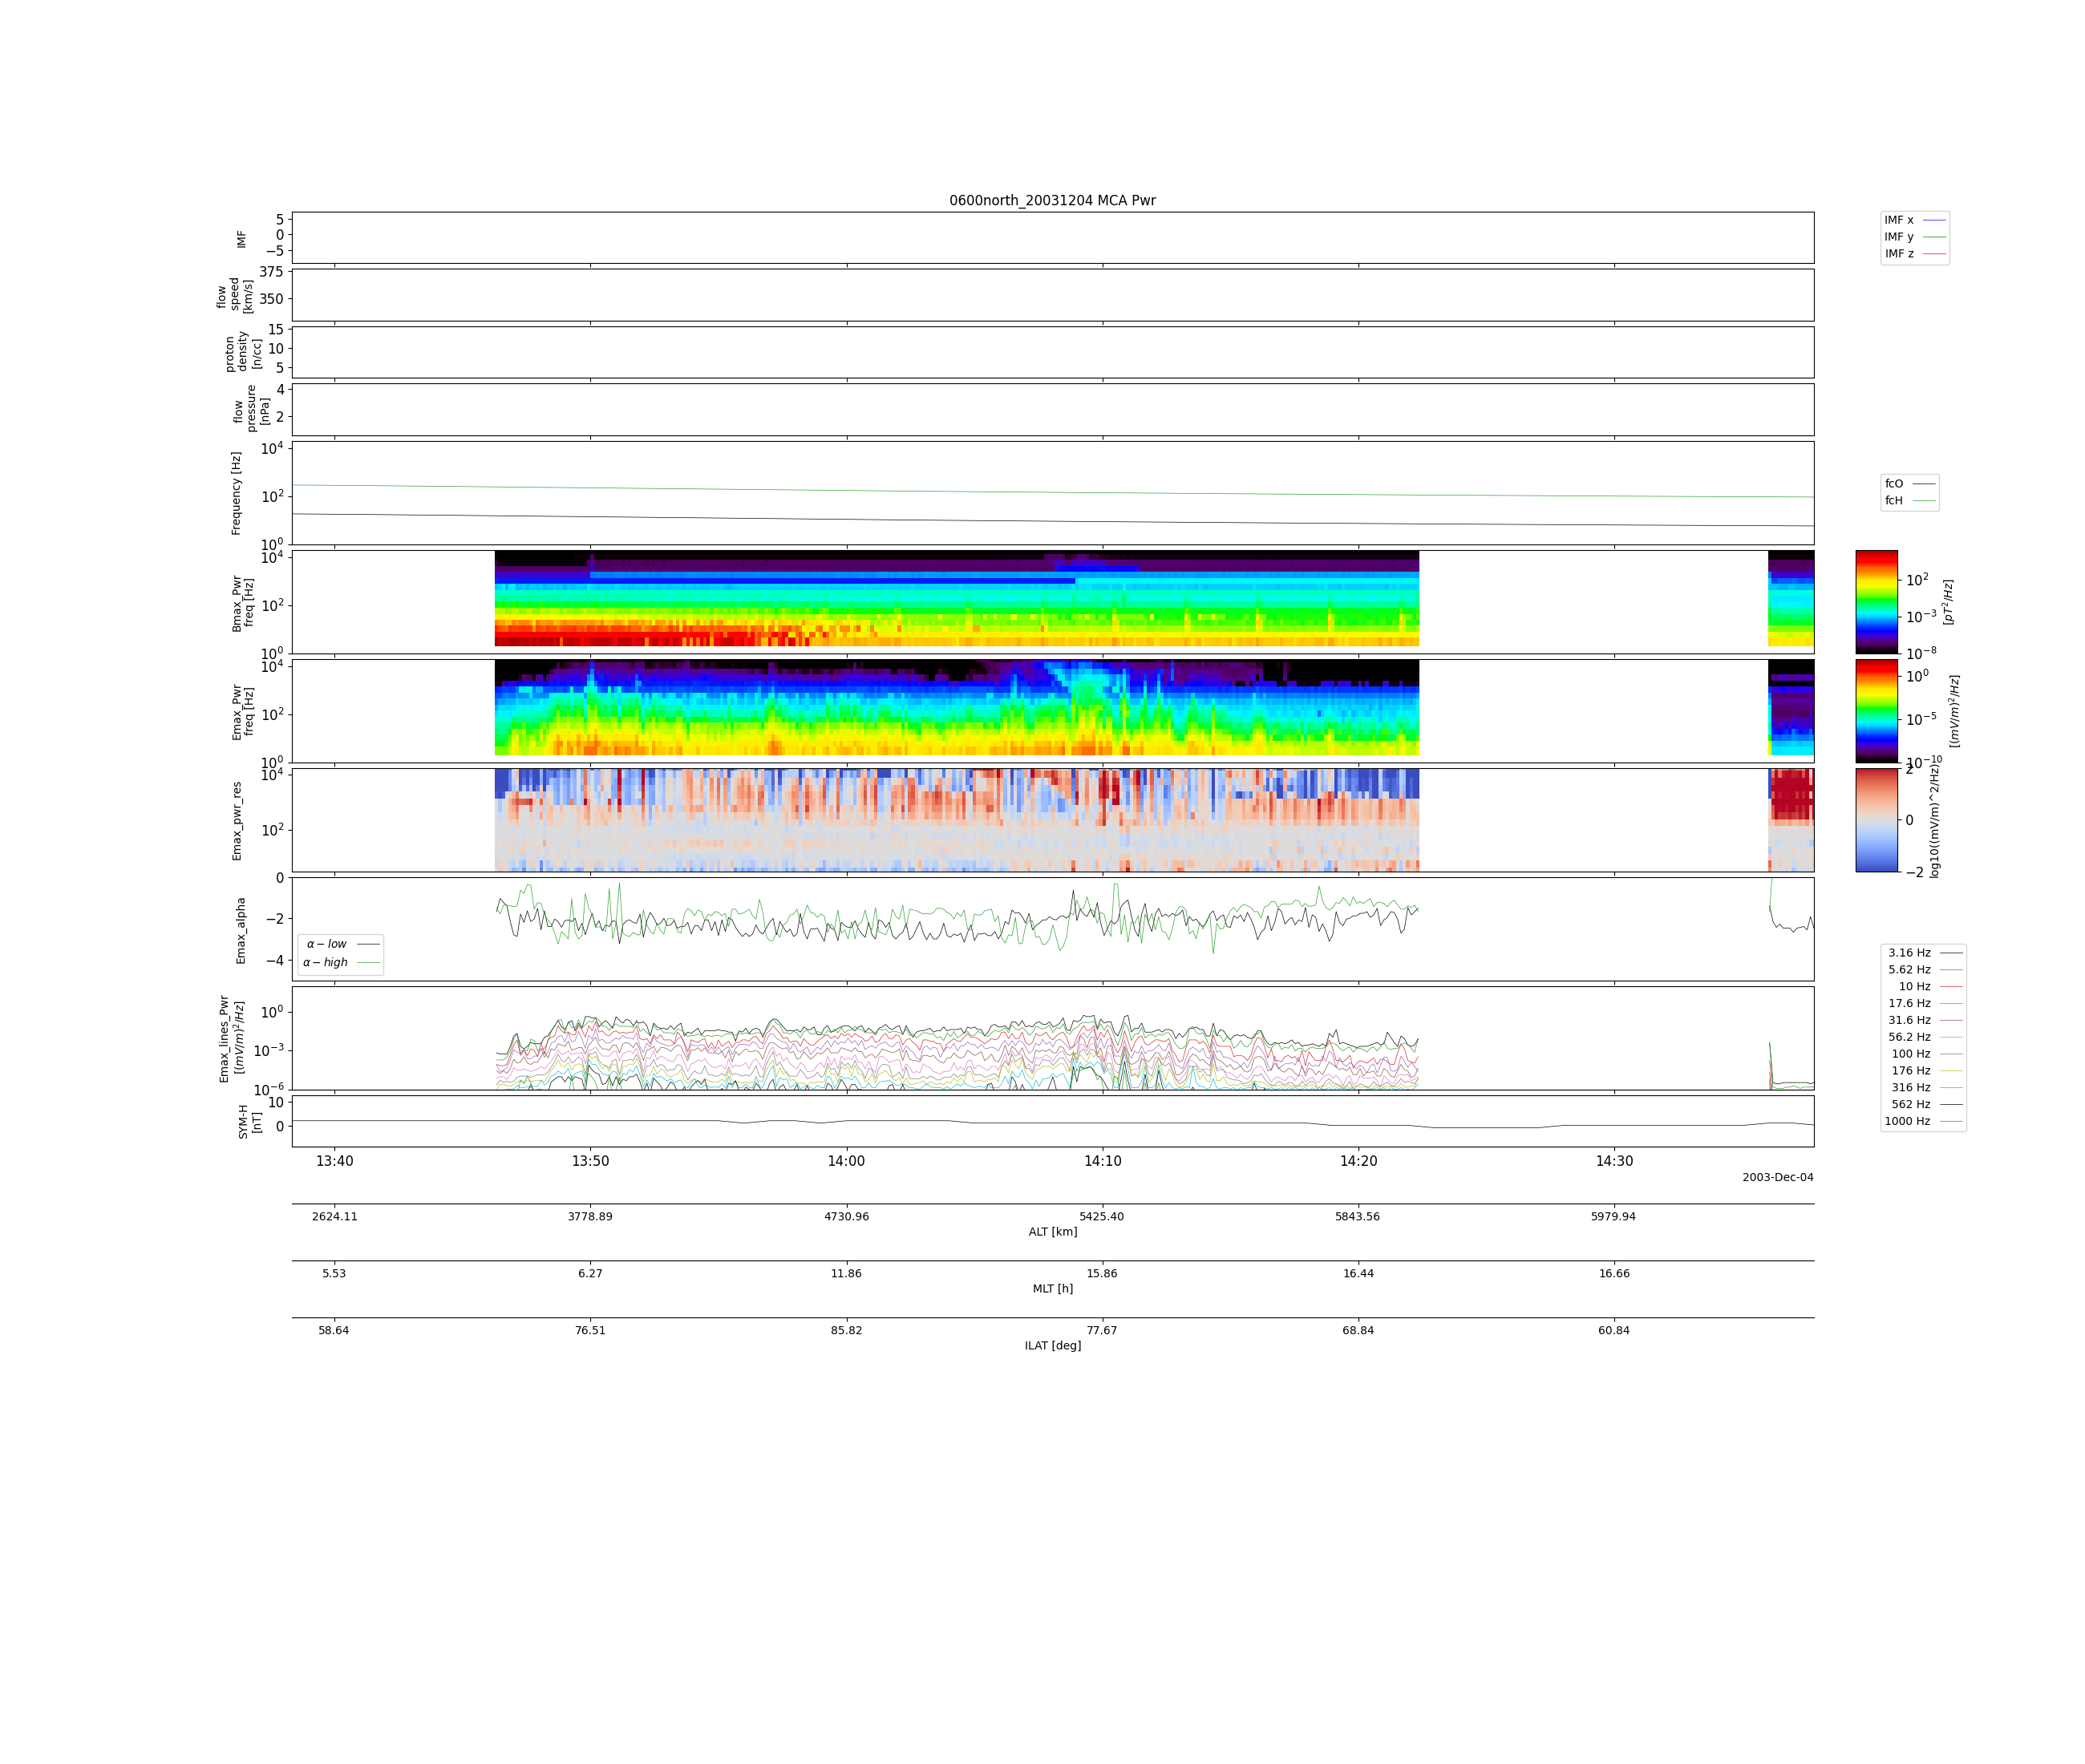 0600north_20031204 MCA Pwr
IMF
5
0
−5
IMF x
IMF y
IMF z
flow
speed
[km/s]
375
350
proton
density
[n/cc]
15
10
5
flow
pressure
[nPa]
4
2
Frequency [Hz]
10^4
10^2
10^0
fcO
fcH
Bmax_Pwr
freq [Hz]
10^4
10^2
10^0
10^2
10^−3
10^−8
[pT^2/Hz]
Emax_Pwr
freq [Hz]
10^4
10^2
10^0
10^0
10^−5
10^−10
[(mV/m)^2/Hz]
Emax_pwr_res
10^4
10^2
2
0
−2
log10((mV/m)^2/Hz)
Emax_alpha
0
−2
−4
α − low
α − high
Emax_lines_Pwr
[(mV/m)^2/Hz]
10^0
10^−3
10^−6
3.16 Hz
5.62 Hz
10 Hz
17.6 Hz
31.6 Hz
56.2 Hz
100 Hz
176 Hz
316 Hz
562 Hz
1000 Hz
SYM-H
[nT]
10
0
13:40 13:50 14:00 14:10 14:20 14:30
2003-Dec-04
2624.11 3778.89 4730.96 5425.40 5843.56 5979.94
ALT [km]
5.53 6.27 11.86 15.86 16.44 16.66
MLT [h]
58.64 76.51 85.82 77.67 68.84 60.84
ILAT [deg]